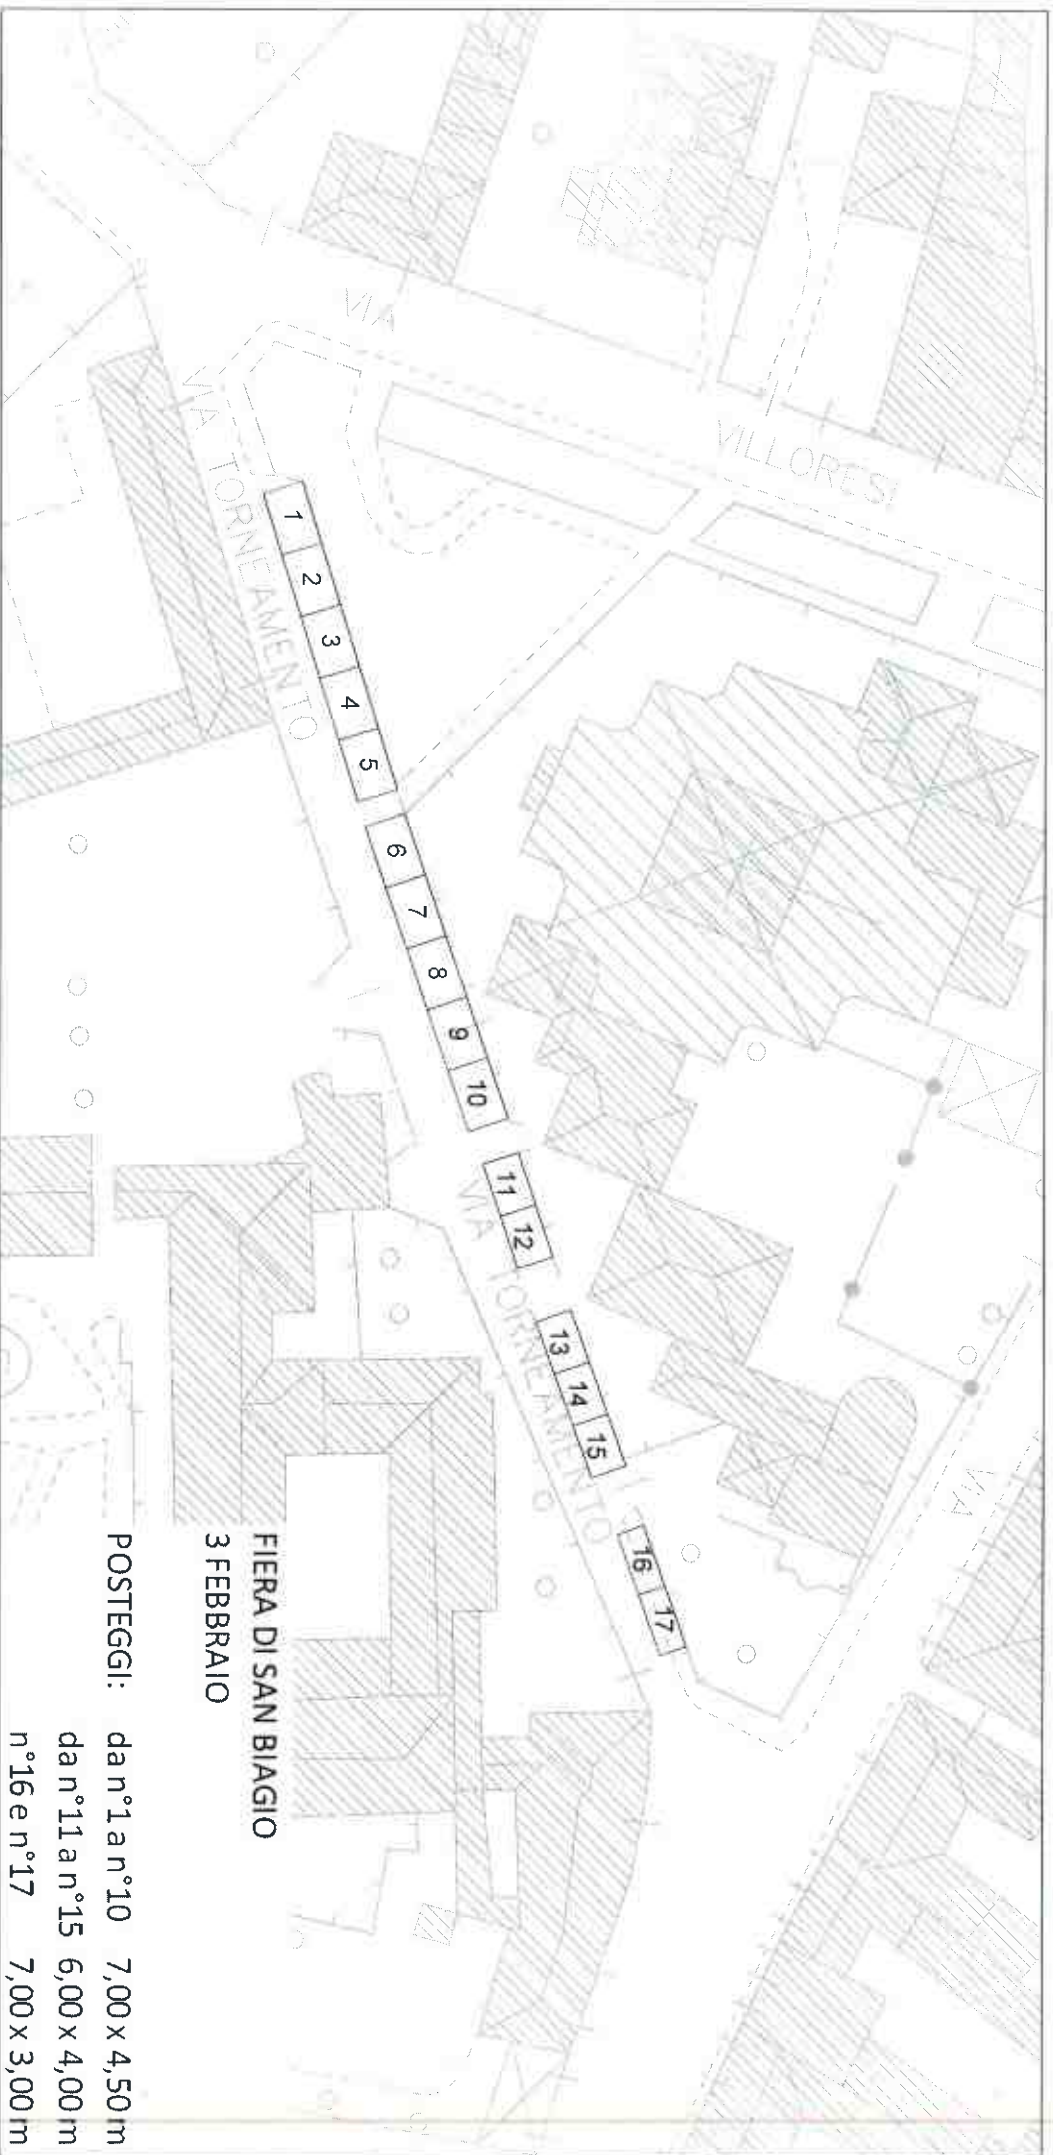 VIA
VILLORESI
VIA TORNEAMENTO
1
2
3
4
5
6
7
8
9
10
11
12
13
14
15
16
17
VIA TORNEAMENTO
VIA
FIERA DI SAN BIAGIO
3 FEBBRAIO
POSTEGGI: da n°1 a n°10 7,00 x 4,50 m
da n°11 a n°15 6,00 x 4,00 m
n°16 e n°17 7,00 x 3,00 m